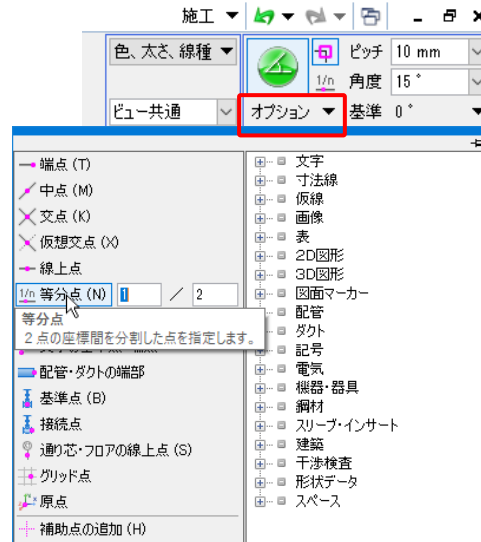 施工
色、太さ、線種
ピッチ 10 mm
1/n 角度 15 °
ビュー共通 オプション 基準 0 °
端点 (T)
中点 (M)
交点 (K)
仮想交点 (X)
線上点
1/n 等分点 (N) 1 / 2
等分点
2 点の座標間を分割した点を指定します。
配管・ダクトの端部
基準点 (B)
接続点
通り芯・フロアの線上点 (S)
グリッド点
原点
補助点の追加 (H)
文字
寸法線
仮線
画像
表
2D図形
3D図形
図面マーカー
配管
ダクト
記号
電気
機器・器具
鋼材
スリーブ・インサート
建築
干渉検査
形状データ
スペース